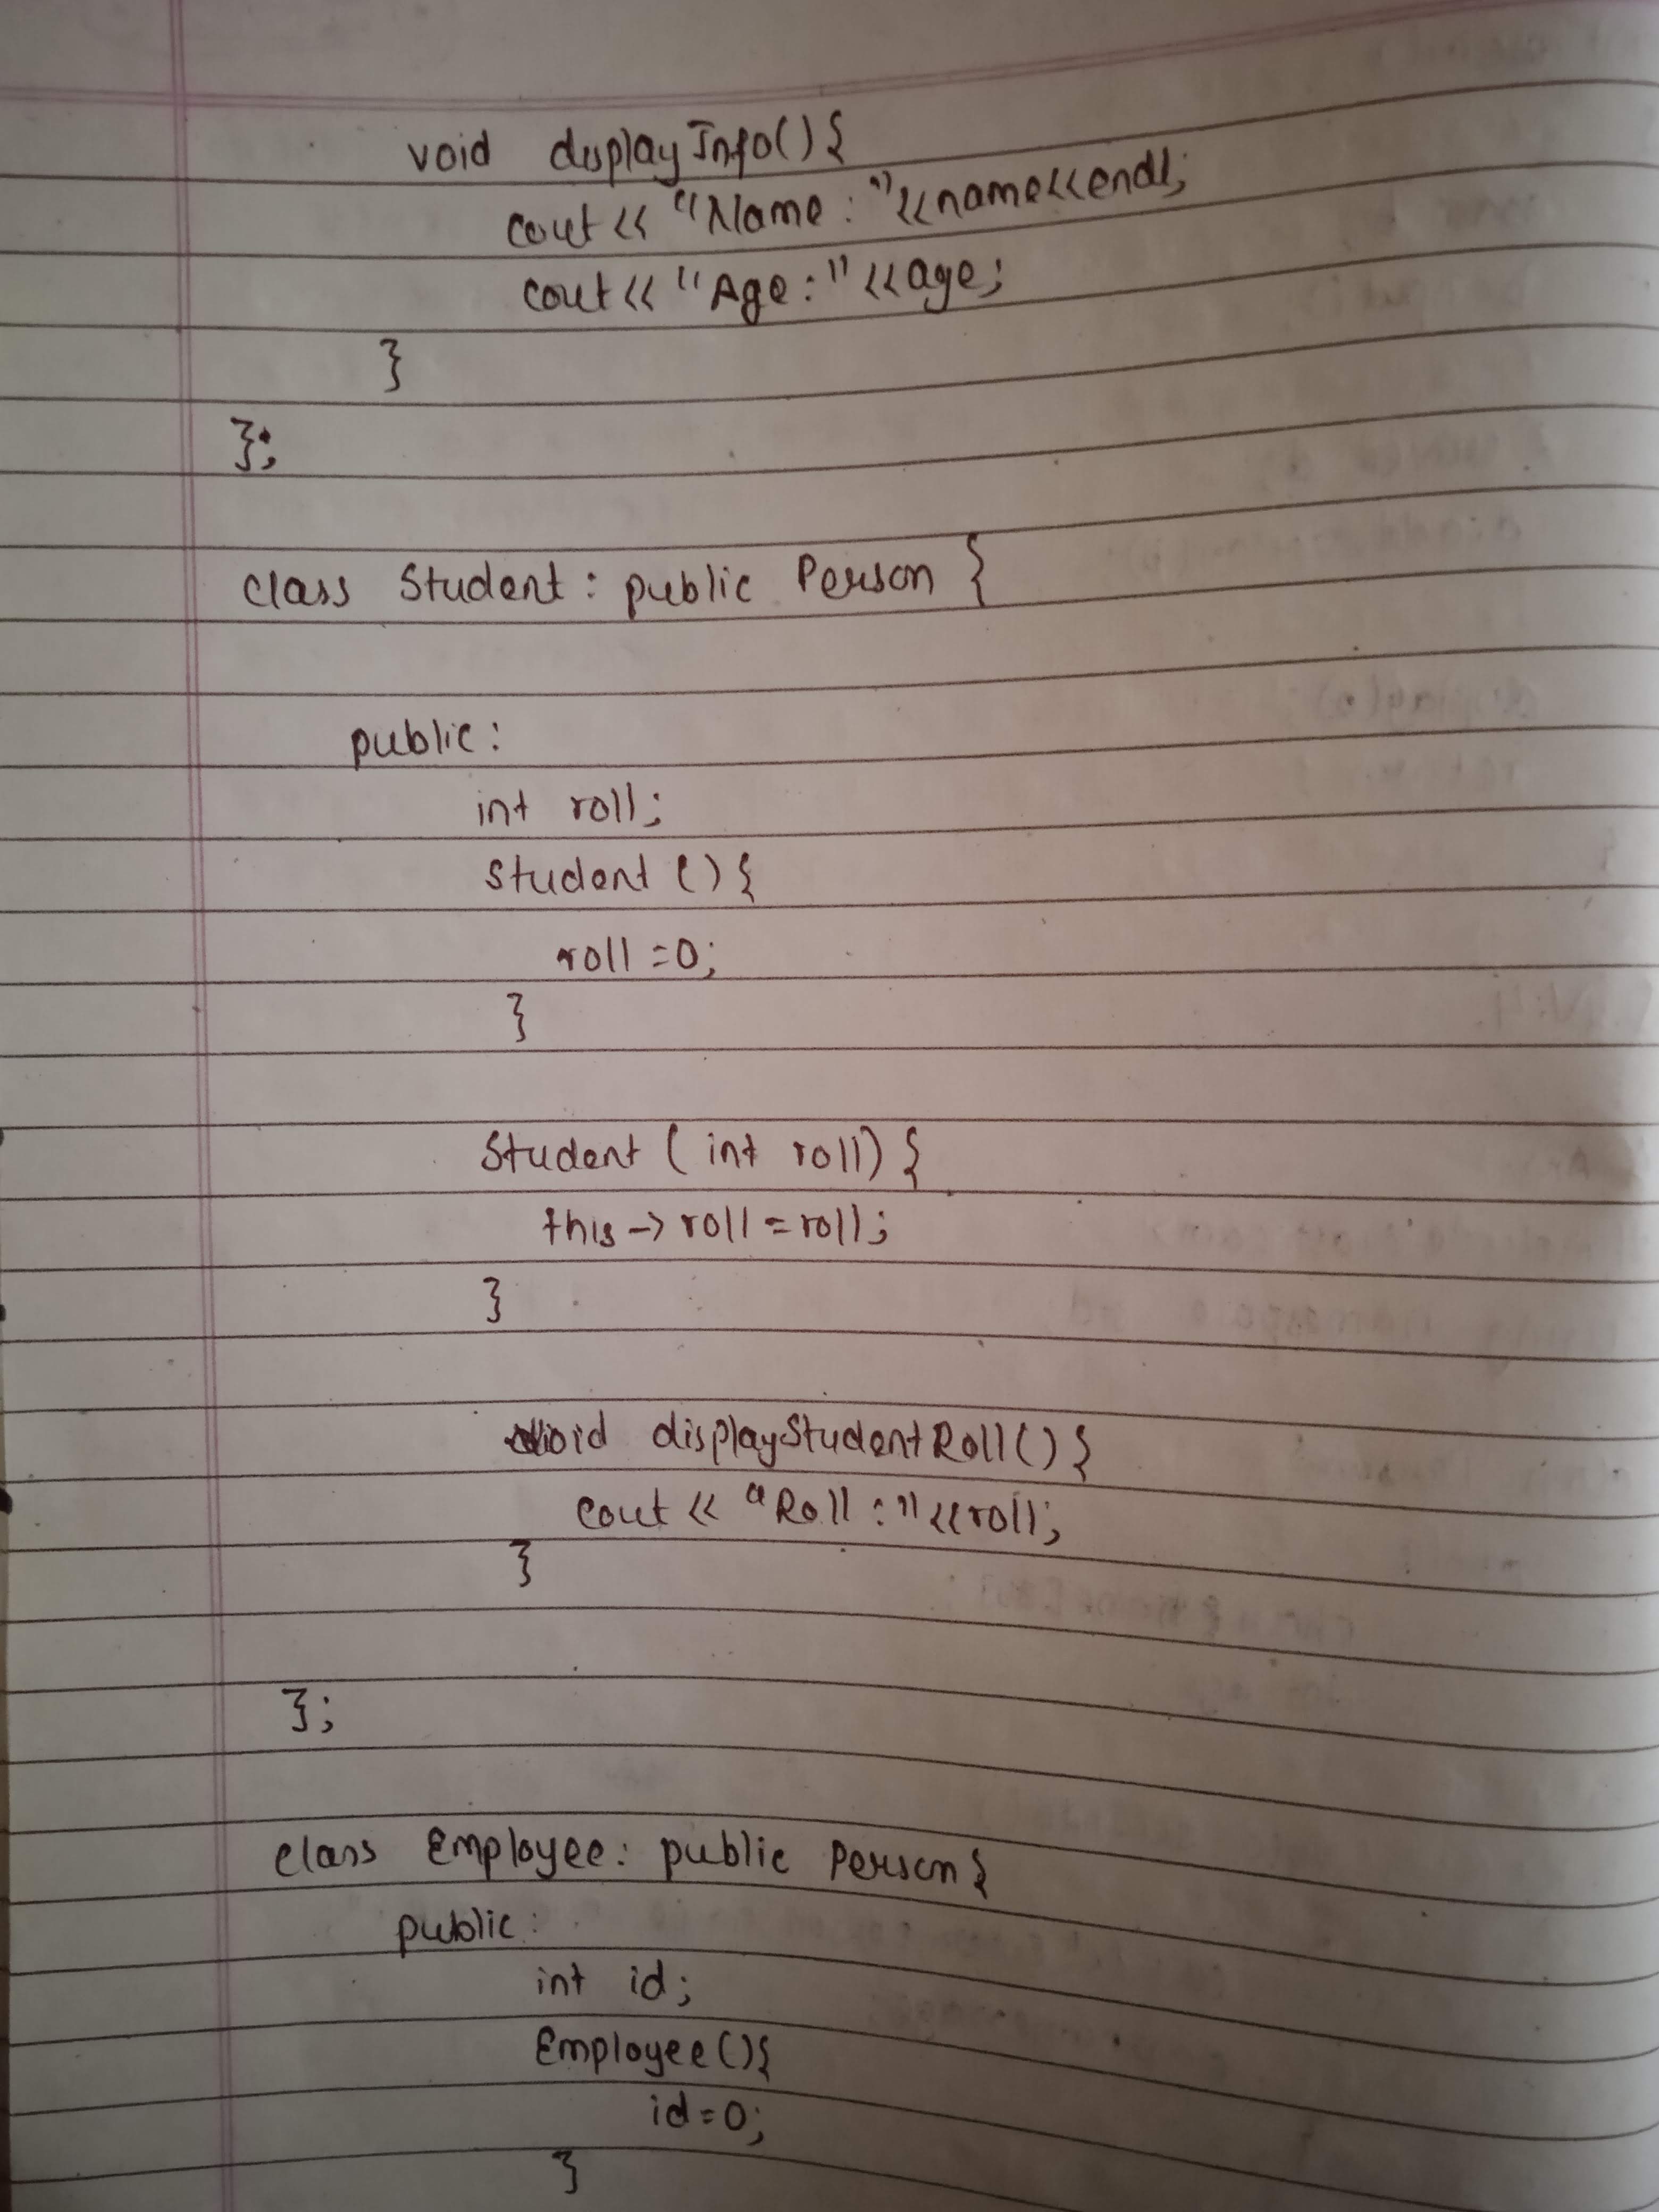 void displayInfo(){
cout<< "Name : "<<name<<endl;
cout<< "Age : " <<age;
}
};
class Student : public Person {
public :
int roll;
Student () {
roll = 0;
}
Student ( int roll) {
this -> roll = roll;
}
void displayStudentRoll() {
cout << "Roll : " <<roll;
}
};
class Employee : public Person {
public :
int id;
Employee () {
id = 0;
}